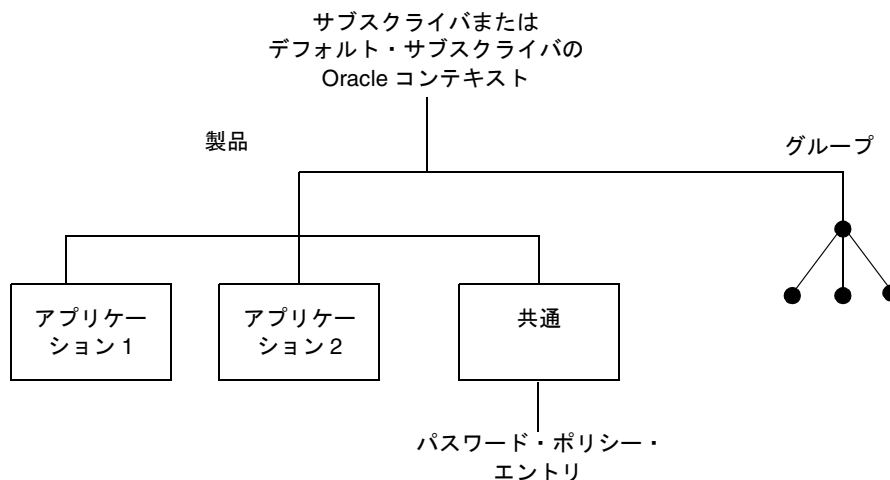 サブスクライバまたは
デフォルト・サブスクライバの
Oracle コンテキスト
製品
グループ
アプリケー
ション 1
アプリケー
ション 2
共通
パスワード・ポリシー・
エントリ